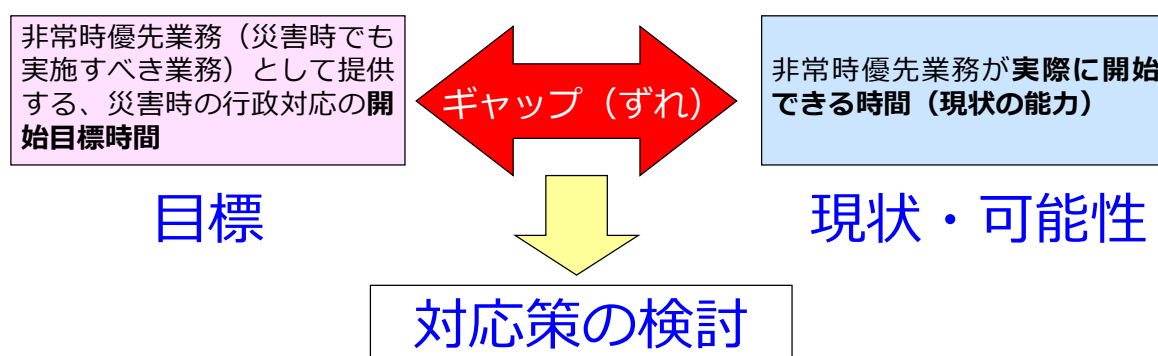 非常時優先業務（災害時でも
実施すべき業務）として提供
する、災害時の行政対応の開
始目標時間
ギャップ（ずれ）
非常時優先業務が実際に開始
できる時間（現状の能力）
目標
現状・可能性
対応策の検討